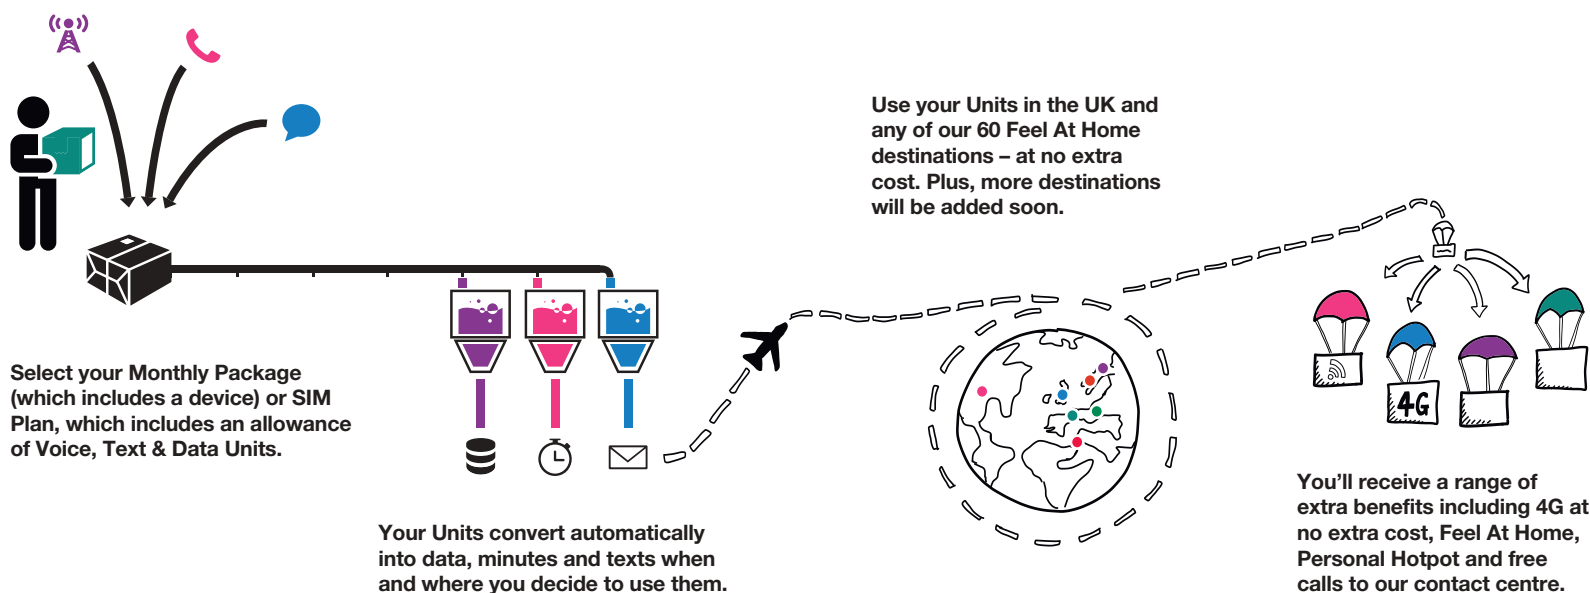 Select your Monthly Package
(which includes a device) or SIM
Plan, which includes an allowance
of Voice, Text & Data Units.
Your Units convert automatically
into data, minutes and texts when
and where you decide to use them.
Use your Units in the UK and
any of our 60 Feel At Home
destinations – at no extra
cost. Plus, more destinations
will be added soon.
4G
You’ll receive a range of
extra benefits including 4G at
no extra cost, Feel At Home,
Personal Hotpot and free
calls to our contact centre.